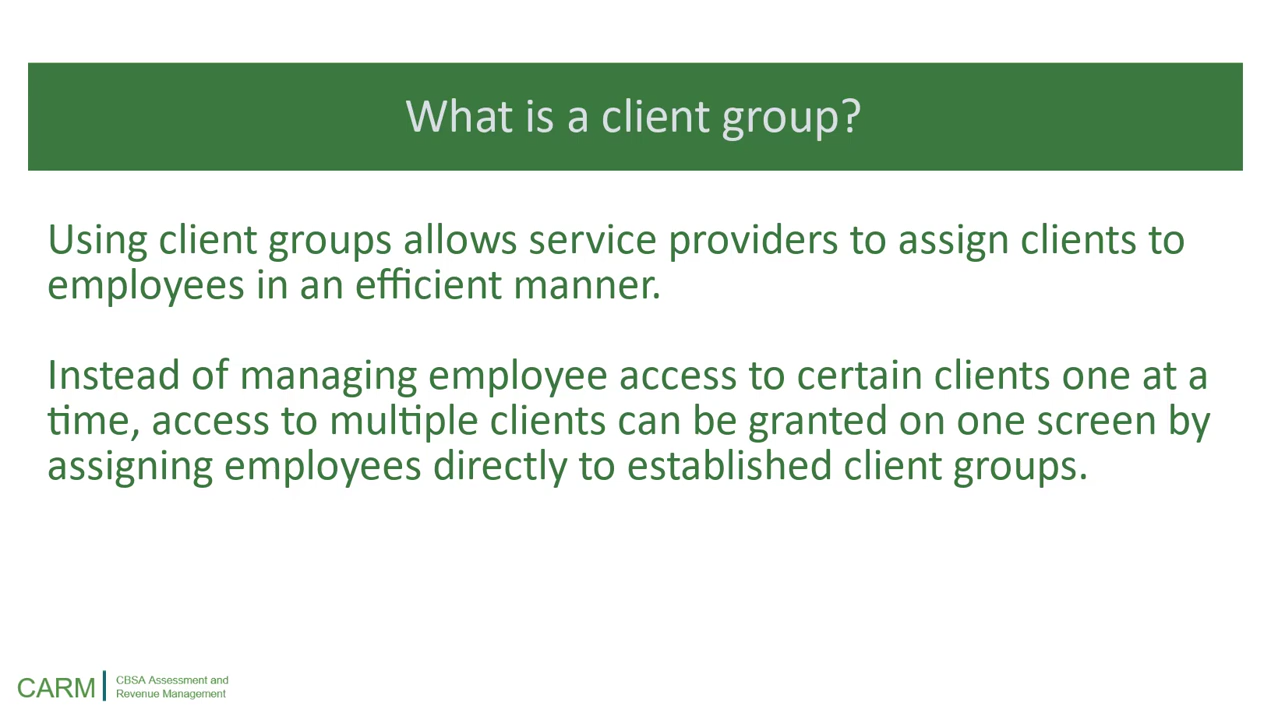 What is a client group?
Using client groups allows service providers to assign clients to
employees in an efficient manner.
Instead of managing employee access to certain clients one at a
time, access to multiple clients can be granted on one screen by
assigning employees directly to established client groups.
CARM
CBSA Assessment and
Revenue Management